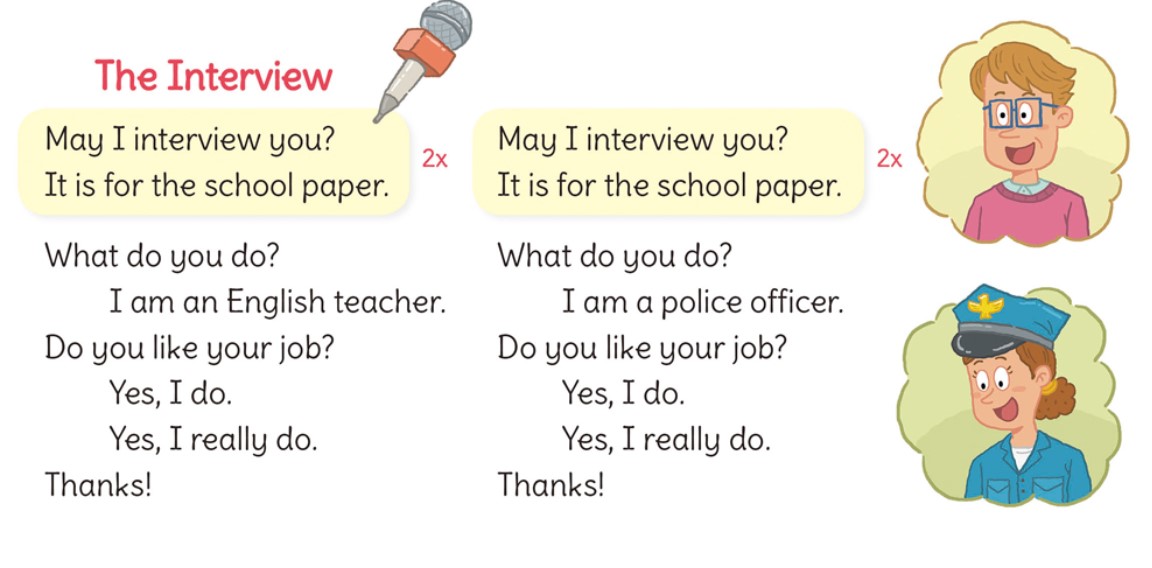 The Interview
May I interview you?
It is for the school paper.
2x
What do you do?
I am an English teacher.
Do you like your job?
Yes, I do.
Yes, I really do.
Thanks!
May I interview you?
It is for the school paper.
2x
What do you do?
I am a police officer.
Do you like your job?
Yes, I do.
Yes, I really do.
Thanks!